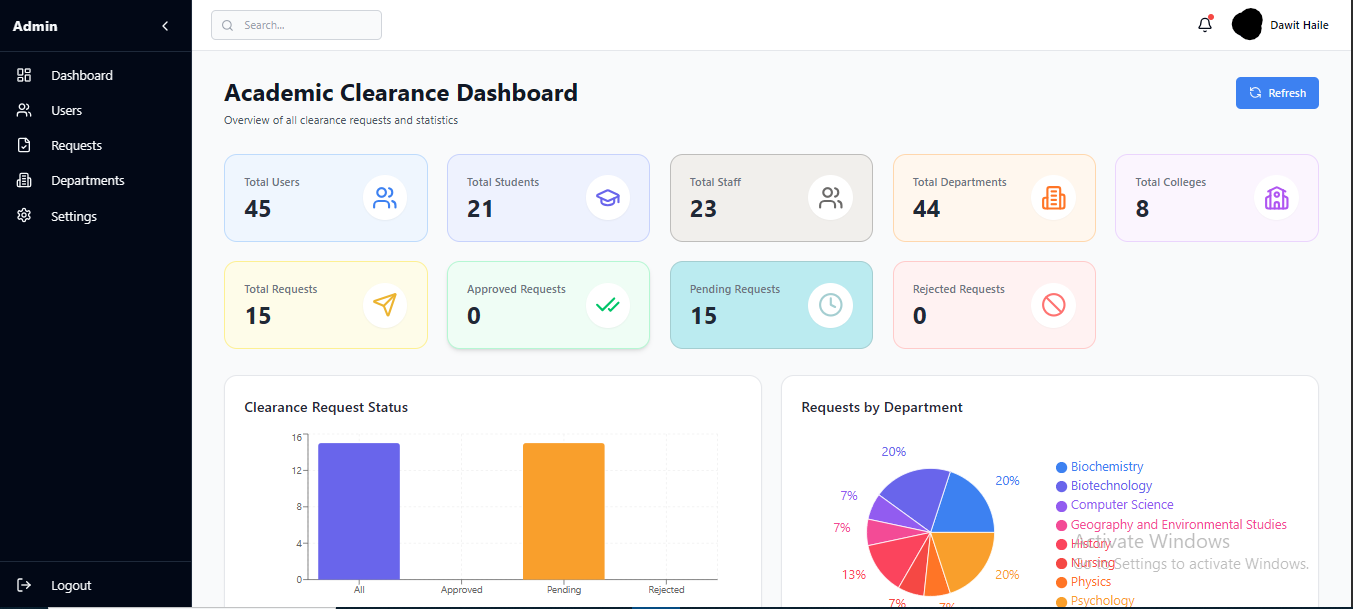 Admin
Search...
Dawit Haile
Dashboard
Users
Requests
Departments
Settings
Logout
Academic Clearance Dashboard
Overview of all clearance requests and statistics
Refresh
Total Users
45
Total Students
21
Total Staff
23
Total Departments
44
Total Colleges
8
Total Requests
15
Approved Requests
0
Pending Requests
15
Rejected Requests
0
Clearance Request Status
16
12
8
4
0
All
Approved
Pending
Rejected
Requests by Department
20%
20%
7%
7%
13%
7%
7%
20%
Biochemistry
Biotechnology
Computer Science
Geography and Environmental Studies
History
Nursing
Physics
Psychology
Activate Windows
Go to Settings to activate Windows.